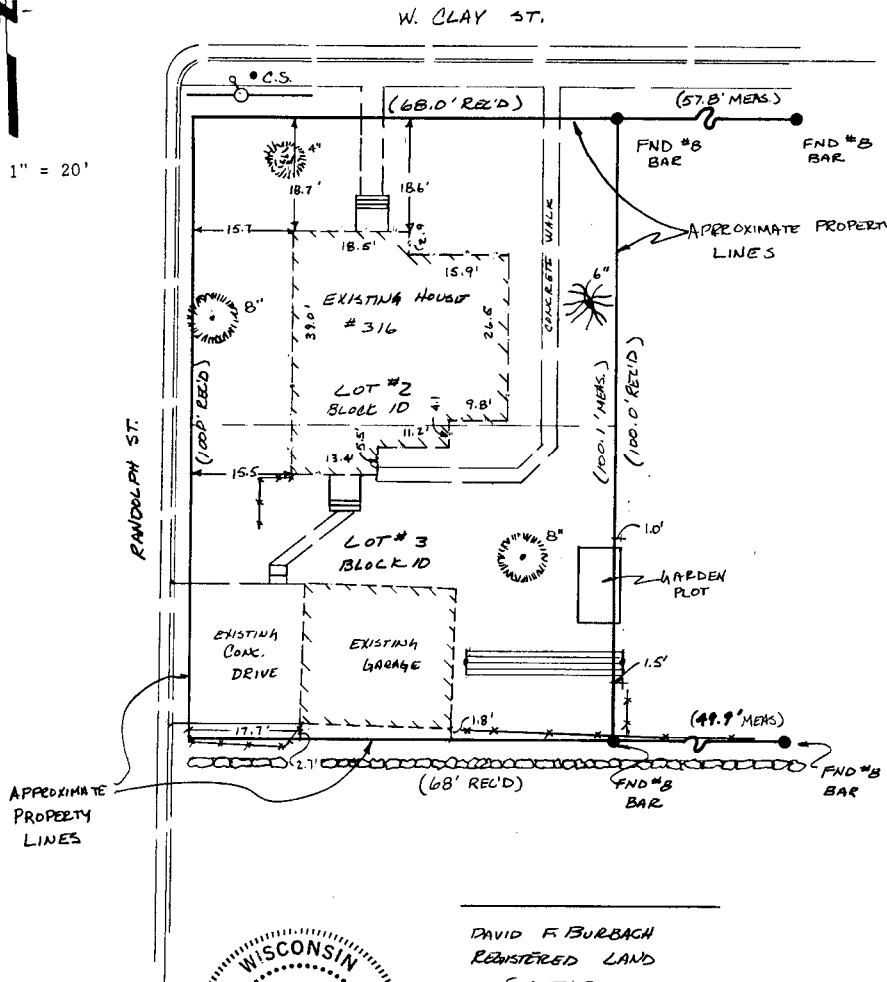 W. CLAY ST.
N
C.S.
(68.0' REC'D)
(57.8' MEAS.)
FND #8
BAR
FND #8
BAR
1" = 20'
4"
18.7'
18.6'
APPROXIMATE PROPERTY
LINES
15.7
18.5'
2.9
15.9'
CONCRETE WALK
6"
8"
EXISTING HOUSE
# 316
39.0'
26.5
LOT #2
BLOCK 10
(100.0' REC'D)
(100.1' MEAS.)
(100.0' REC'D)
9.8'
4.1
11.2'
5.5'
13.4'
15.5
RANDOLPH ST.
LOT # 3
BLOCK 10
8"
1.0'
GARDEN
PLOT
EXISTING
CONC.
DRIVE
EXISTING
GARAGE
1.5'
17.7'
1.8'
(49.9' MEAS)
2.7'
(68' REC'D)
FND #8
BAR
FND #8
BAR
APPROXIMATE
PROPERTY
LINES
WISCONSIN
DAVID F. BURBACH
REGISTERED LAND